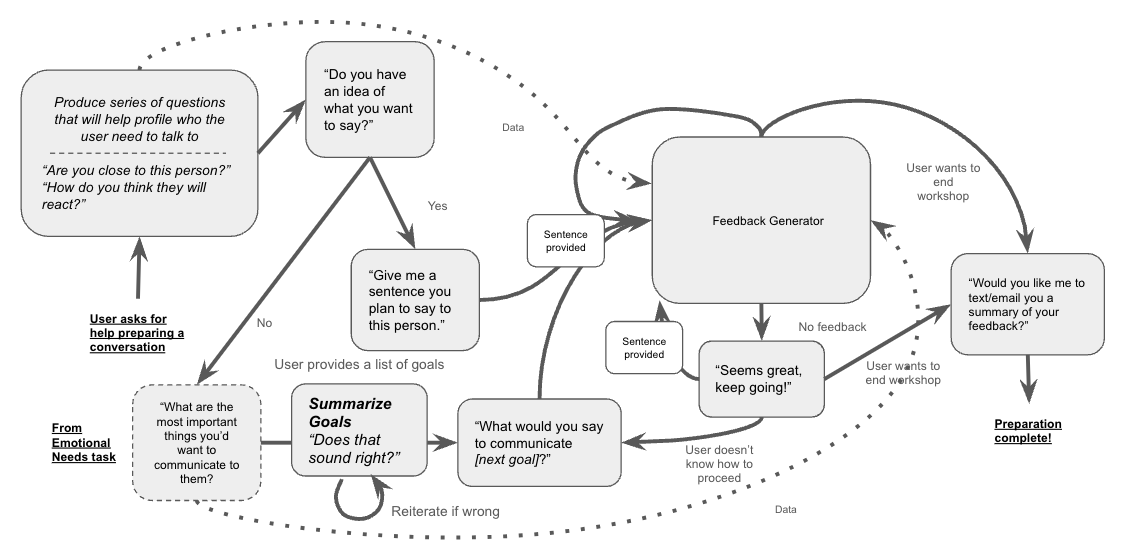 Produce series of questions
that will help profile who the
user need to talk to
“Are you close to this person?”
“How do you think they will
react?”
User asks for
help preparing a
conversation
“Do you have
an idea of
what you want
to say?”
Data
Yes
No
“Give me a
sentence you
plan to say to
this person.”
Sentence
provided
Feedback Generator
User wants to
end
workshop
“Would you like me to
text/email you a
summary of your
feedback?”
Sentence
provided
No feedback
“Seems great,
keep going!”
User wants to
end workshop
Preparation
complete!
User provides a list of goals
From
Emotional
Needs task
“What are the
most important
things you’d
want to
communicate to
them?
Summarize
Goals
“Does that
sound right?”
Reiterate if wrong
“What would you say
to communicate
[next goal]?”
User doesn’t
know how to
proceed
Data